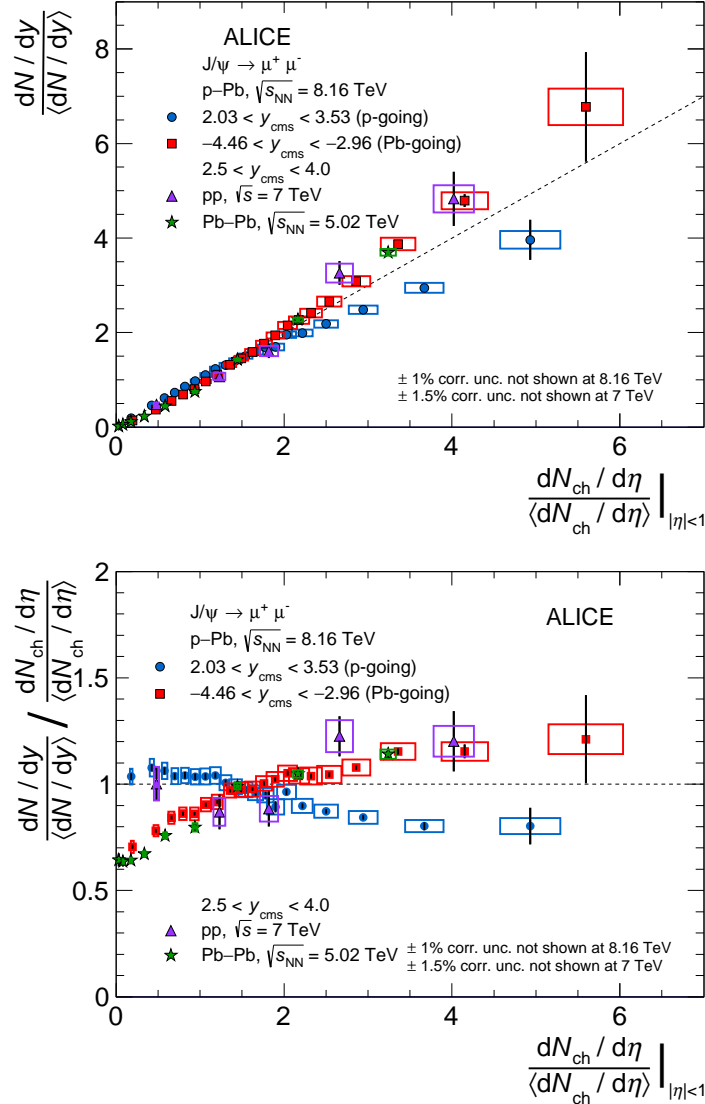 dN / dy
⟨dN / dy⟩
8
6
4
2
0
ALICE
J/ψ → μ⁺ μ⁻
p–Pb, √s_NN = 8.16 TeV
2.03 < y_cms < 3.53 (p-going)
−4.46 < y_cms < −2.96 (Pb-going)
2.5 < y_cms < 4.0
pp, √s = 7 TeV
Pb–Pb, √s_NN = 5.02 TeV
± 1% corr. unc. not shown at 8.16 TeV
± 1.5% corr. unc. not shown at 7 TeV
0 2 4 6
dN_ch / dη
⟨dN_ch / dη⟩ | |η|<1
dN / dy
⟨dN / dy⟩ / dN_ch / dη
⟨dN_ch / dη⟩
2
1.5
1
0.5
0
J/ψ → μ⁺ μ⁻
ALICE
p–Pb, √s_NN = 8.16 TeV
2.03 < y_cms < 3.53 (p-going)
−4.46 < y_cms < −2.96 (Pb-going)
2.5 < y_cms < 4.0
pp, √s = 7 TeV
Pb–Pb, √s_NN = 5.02 TeV
± 1% corr. unc. not shown at 8.16 TeV
± 1.5% corr. unc. not shown at 7 TeV
0 2 4 6
dN_ch / dη
⟨dN_ch / dη⟩ | |η|<1